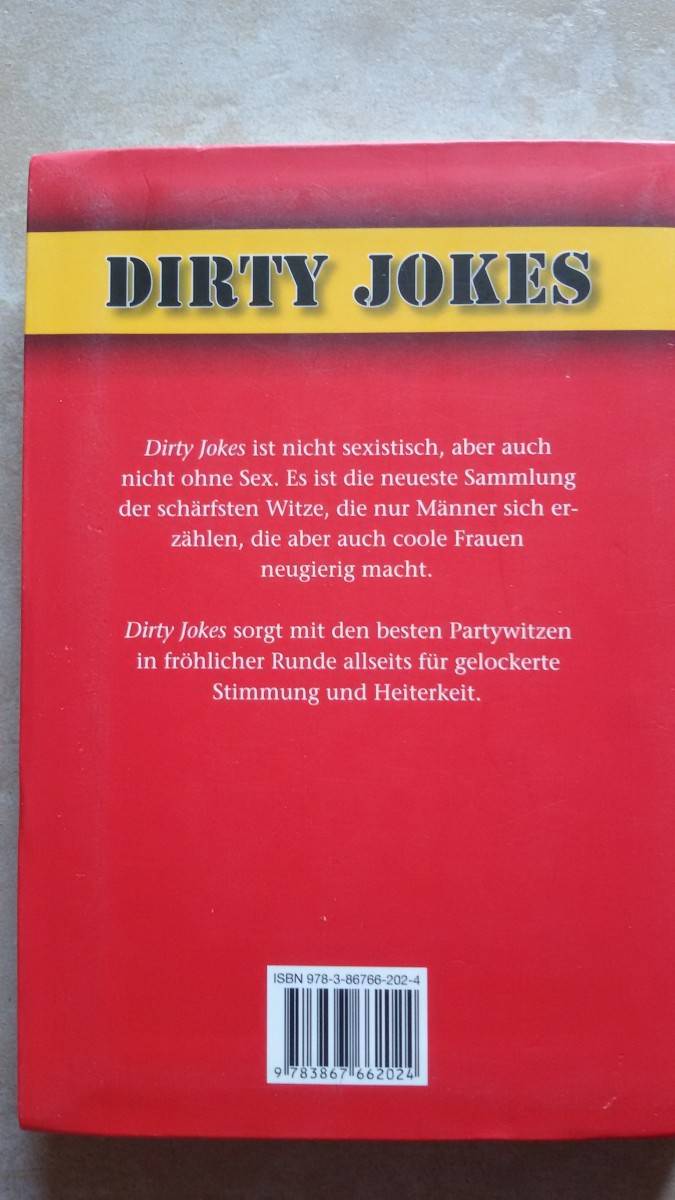 DIRTY JOKES
Dirty Jokes ist nicht sexistisch, aber auch
nicht ohne Sex. Es ist die neueste Sammlung
der schärfsten Witze, die nur Männer sich er-
zählen, die aber auch coole Frauen
neugierig macht.
Dirty Jokes sorgt mit den besten Partywitzen
in fröhlicher Runde allseits für gelockerte
Stimmung und Heiterkeit.
ISBN 978-3-86766-202-4
9 783867 662024